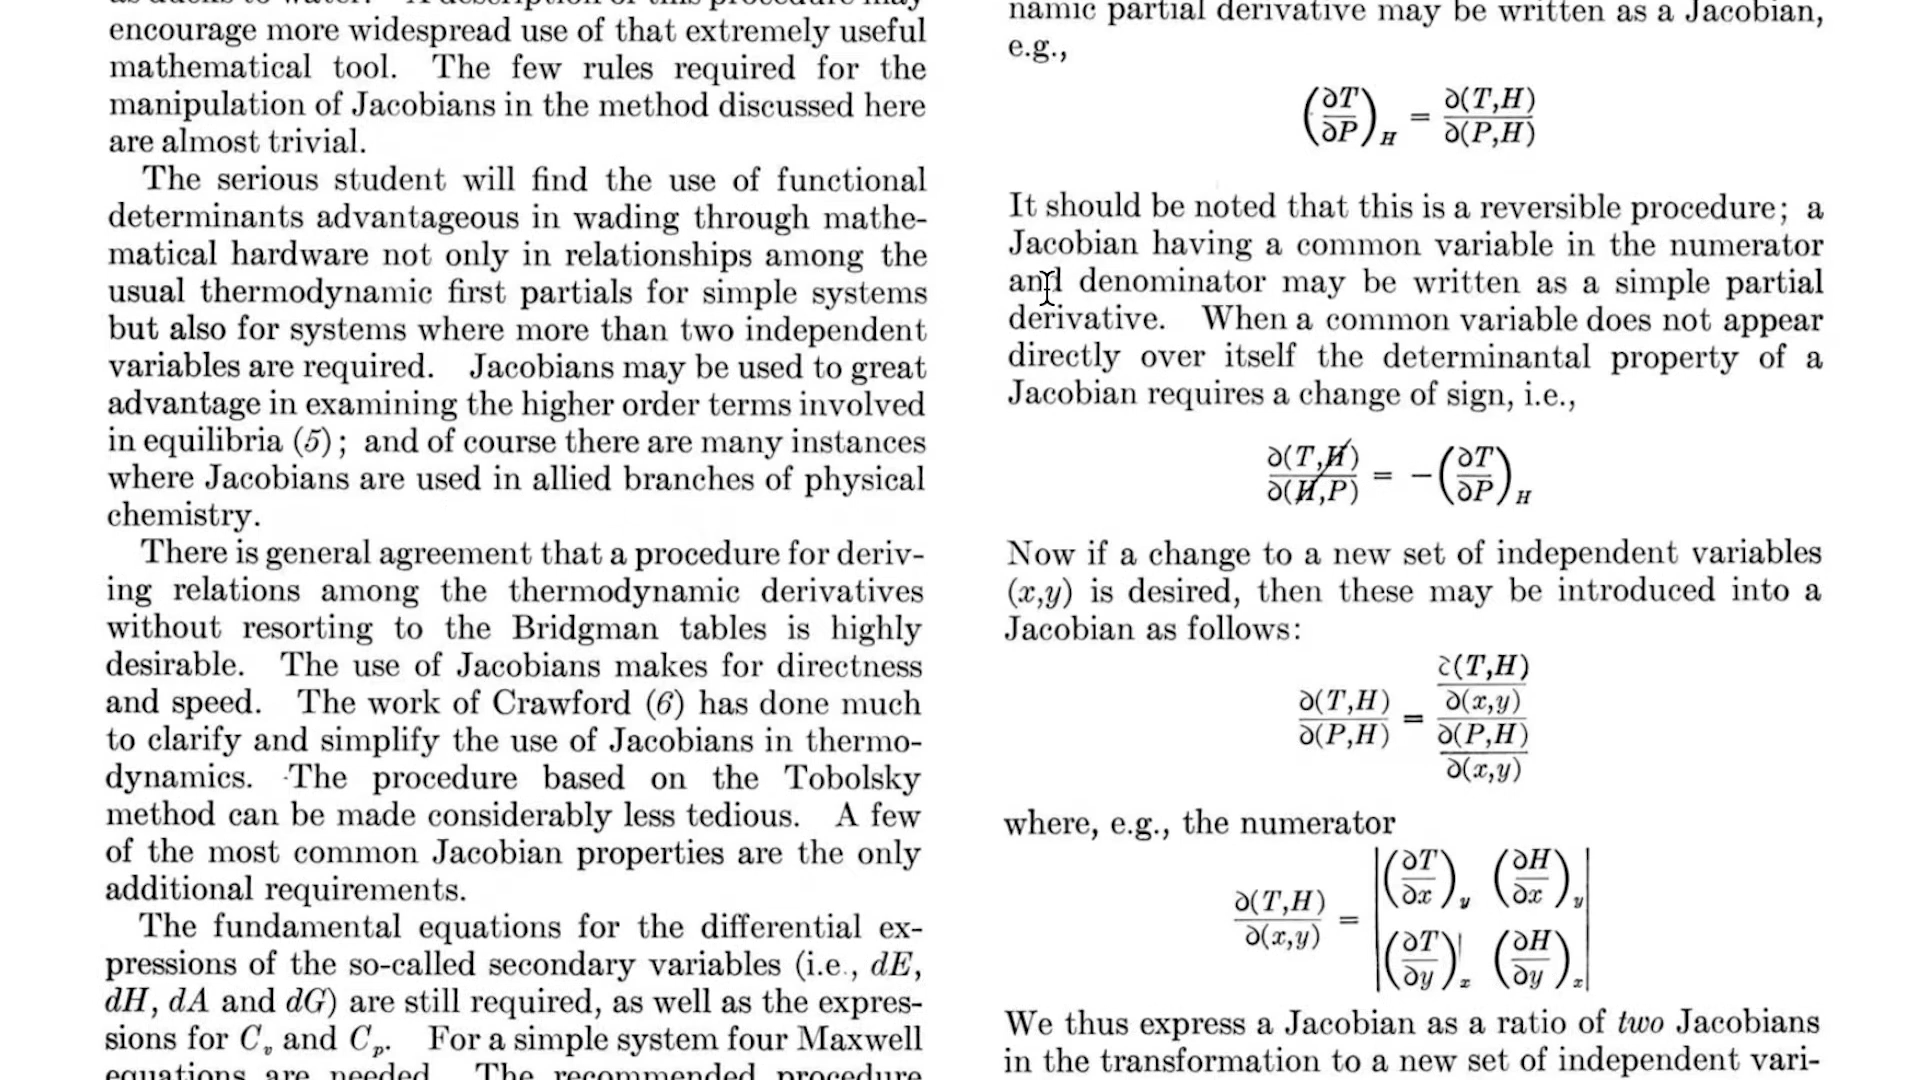 encourage more widespread use of that extremely useful
mathematical tool. The few rules required for the
manipulation of Jacobians in the method discussed here
are almost trivial.
The serious student will find the use of functional
determinants advantageous in wading through mathe-
matical hardware not only in relationships among the
usual thermodynamic first partials for simple systems
but also for systems where more than two independent
variables are required. Jacobians may be used to great
advantage in examining the higher order terms involved
in equilibria (5); and of course there are many instances
where Jacobians are used in allied branches of physical
chemistry.
There is general agreement that a procedure for deriv-
ing relations among the thermodynamic derivatives
without resorting to the Bridgman tables is highly
desirable. The use of Jacobians makes for directness
and speed. The work of Crawford (6) has done much
to clarify and simplify the use of Jacobians in thermo-
dynamics. The procedure based on the Tobolsky
method can be made considerably less tedious. A few
of the most common Jacobian properties are the only
additional requirements.
The fundamental equations for the differential ex-
pressions of the so-called secondary variables (i.e., dE,
dH, dA and dG) are still required, as well as the expres-
sions for Cᵥ and Cₚ. For a simple system four Maxwell
equations are needed. The recommended procedure
namic partial derivative may be written as a Jacobian,
e.g.,
(∂T/∂P)_H = ∂(T,H)/∂(P,H)
It should be noted that this is a reversible procedure; a
Jacobian having a common variable in the numerator
and denominator may be written as a simple partial
derivative. When a common variable does not appear
directly over itself the determinantal property of a
Jacobian requires a change of sign, i.e.,
∂(T,H)/∂(H,P) = −(∂T/∂P)_H
Now if a change to a new set of independent variables
(x,y) is desired, then these may be introduced into a
Jacobian as follows:
∂(T,H)/∂(P,H) = [∂(T,H)/∂(x,y)]/[∂(P,H)/∂(x,y)]
where, e.g., the numerator
∂(T,H)/∂(x,y) = |(∂T/∂x)_y (∂H/∂x)_y|
|(∂T/∂y)_x (∂H/∂y)_x|
We thus express a Jacobian as a ratio of two Jacobians
in the transformation to a new set of independent vari-